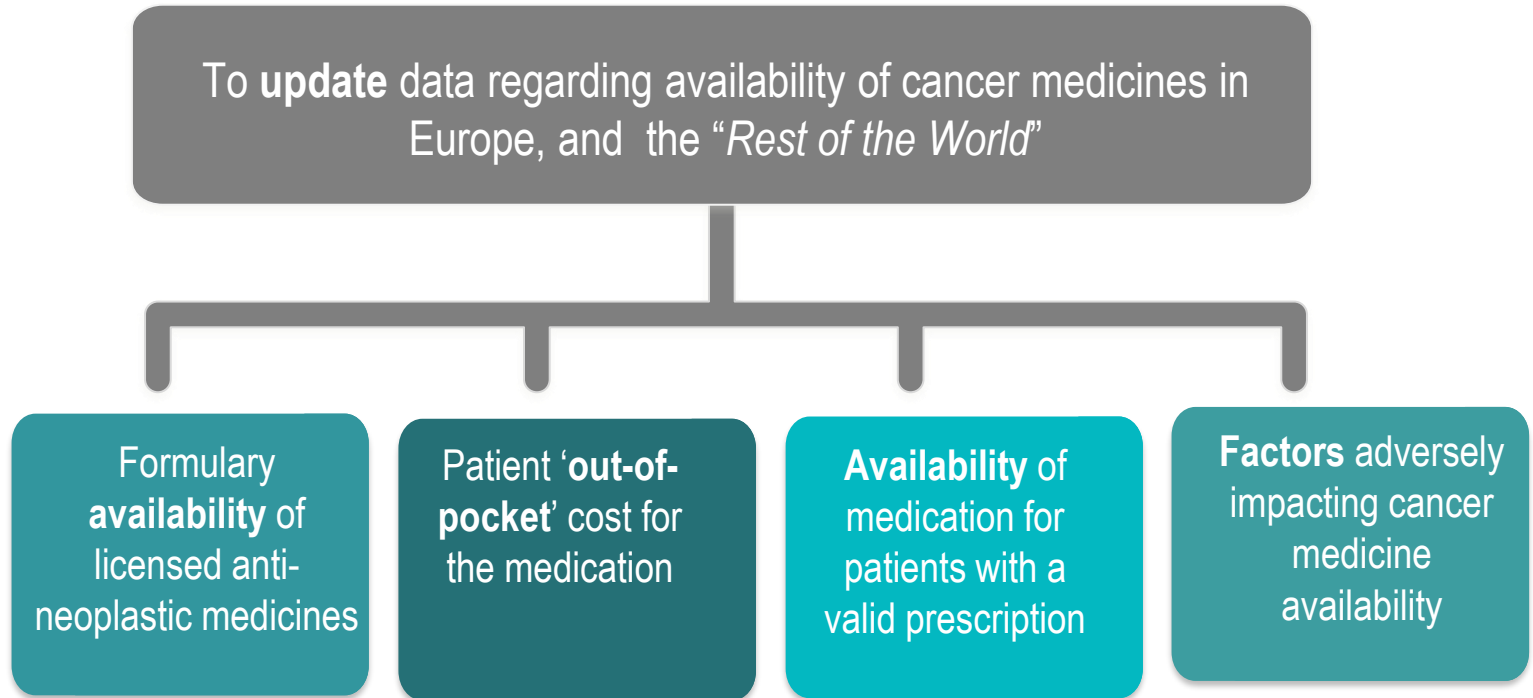 To update data regarding availability of cancer medicines in
Europe, and  the “Rest of the World”
Formulary
availability of
licensed anti-
neoplastic medicines
Patient ‘out-of-
pocket’ cost for
the medication
Availability of
medication for
patients with a
valid prescription
Factors adversely
impacting cancer
medicine
availability